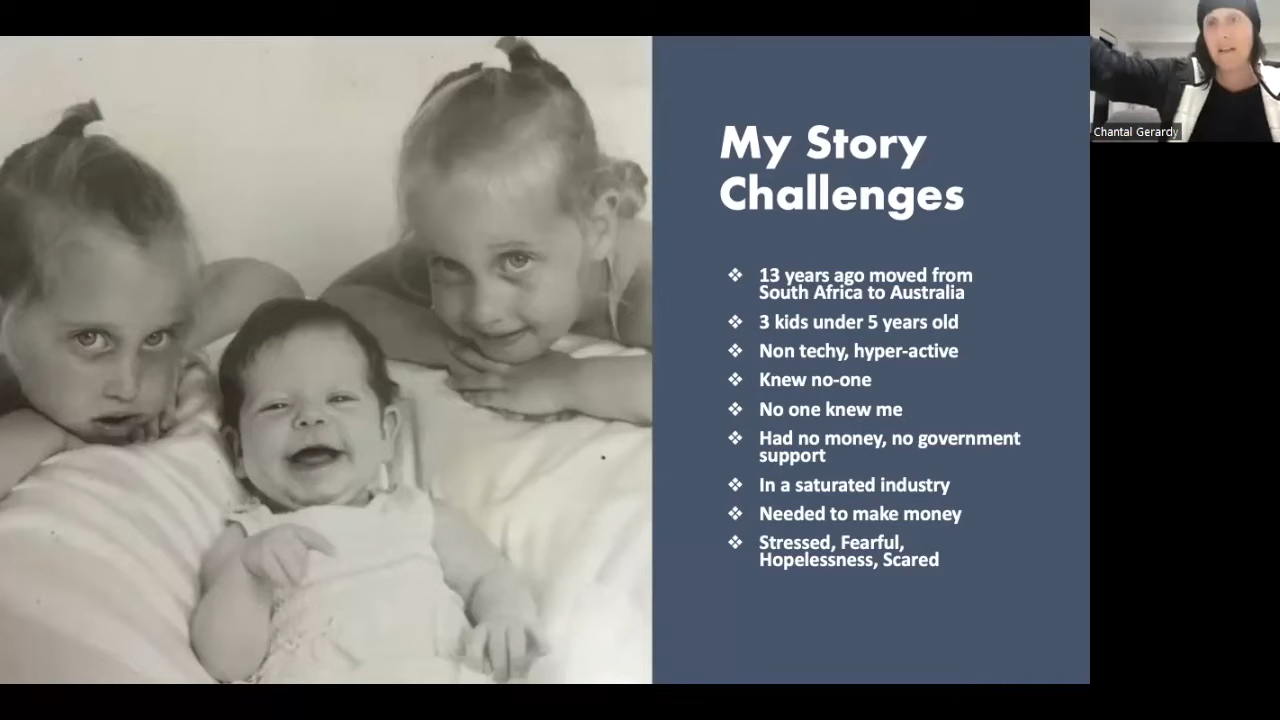 My Story
Challenges
❖ 13 years ago moved from
South Africa to Australia
❖ 3 kids under 5 years old
❖ Non techy, hyper-active
❖ Knew no-one
❖ No one knew me
❖ Had no money, no government
support
❖ In a saturated industry
❖ Needed to make money
❖ Stressed, Fearful,
Hopelessness, Scared
Chantal Gerardy